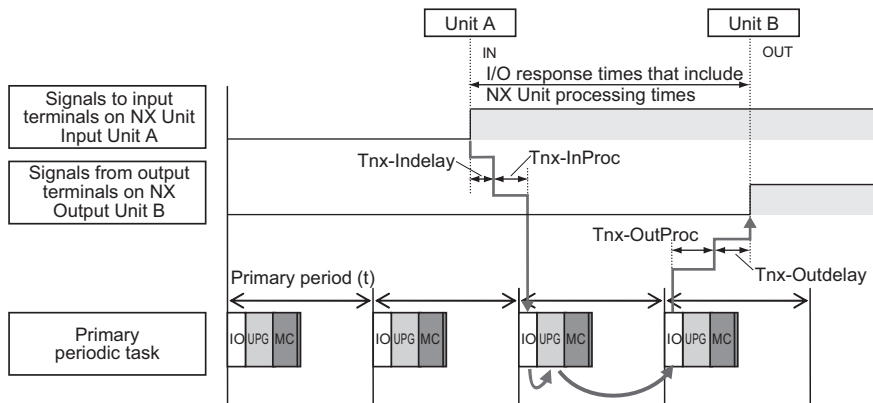 Unit A
Unit B
IN
OUT
I/O response times that include
NX Unit processing times
Signals to input
terminals on NX Unit
Input Unit A
Tnx-Indelay
Tnx-InProc
Signals from output
terminals on NX
Output Unit B
Tnx-OutProc
Tnx-Outdelay
Primary period (t)
Primary
periodic task
IO UPG MC
IO UPG MC
IO UPG MC
IO UPG MC